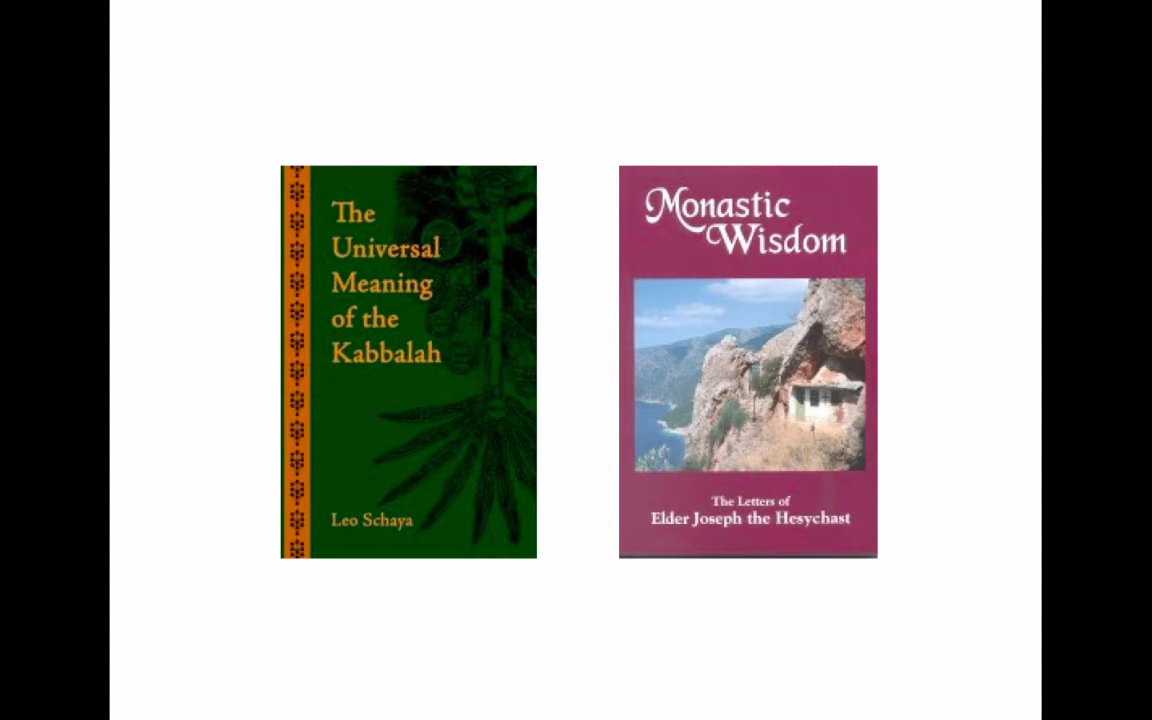 The
Universal
Meaning
of the
Kabbalah
Leo Schaya
Monastic
Wisdom
The Letters of
Elder Joseph the Hesychast